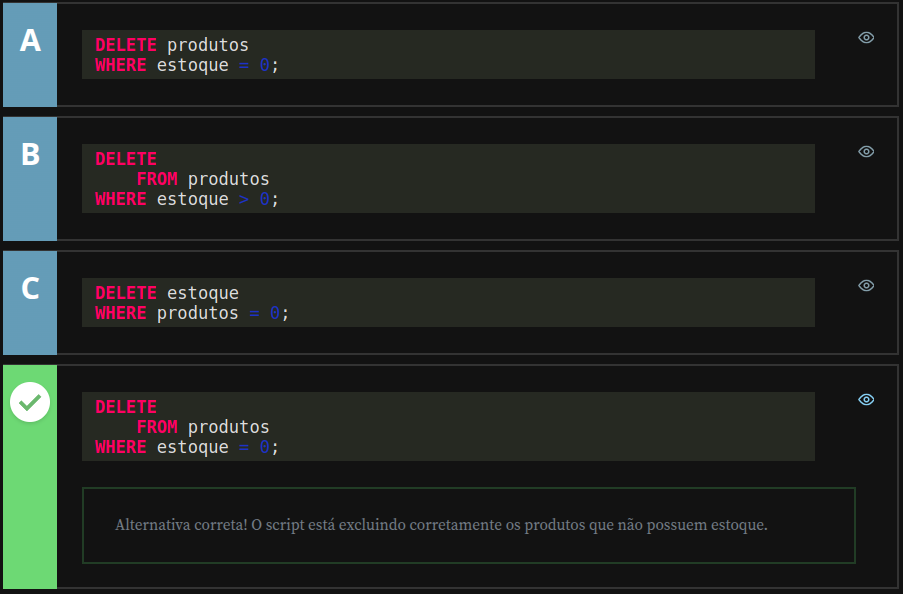 A
DELETE produtos
WHERE estoque = 0;
B
DELETE
    FROM produtos
WHERE estoque > 0;
C
DELETE estoque
WHERE produtos = 0;
DELETE
    FROM produtos
WHERE estoque = 0;
Alternativa correta! O script está excluindo corretamente os produtos que não possuem estoque.